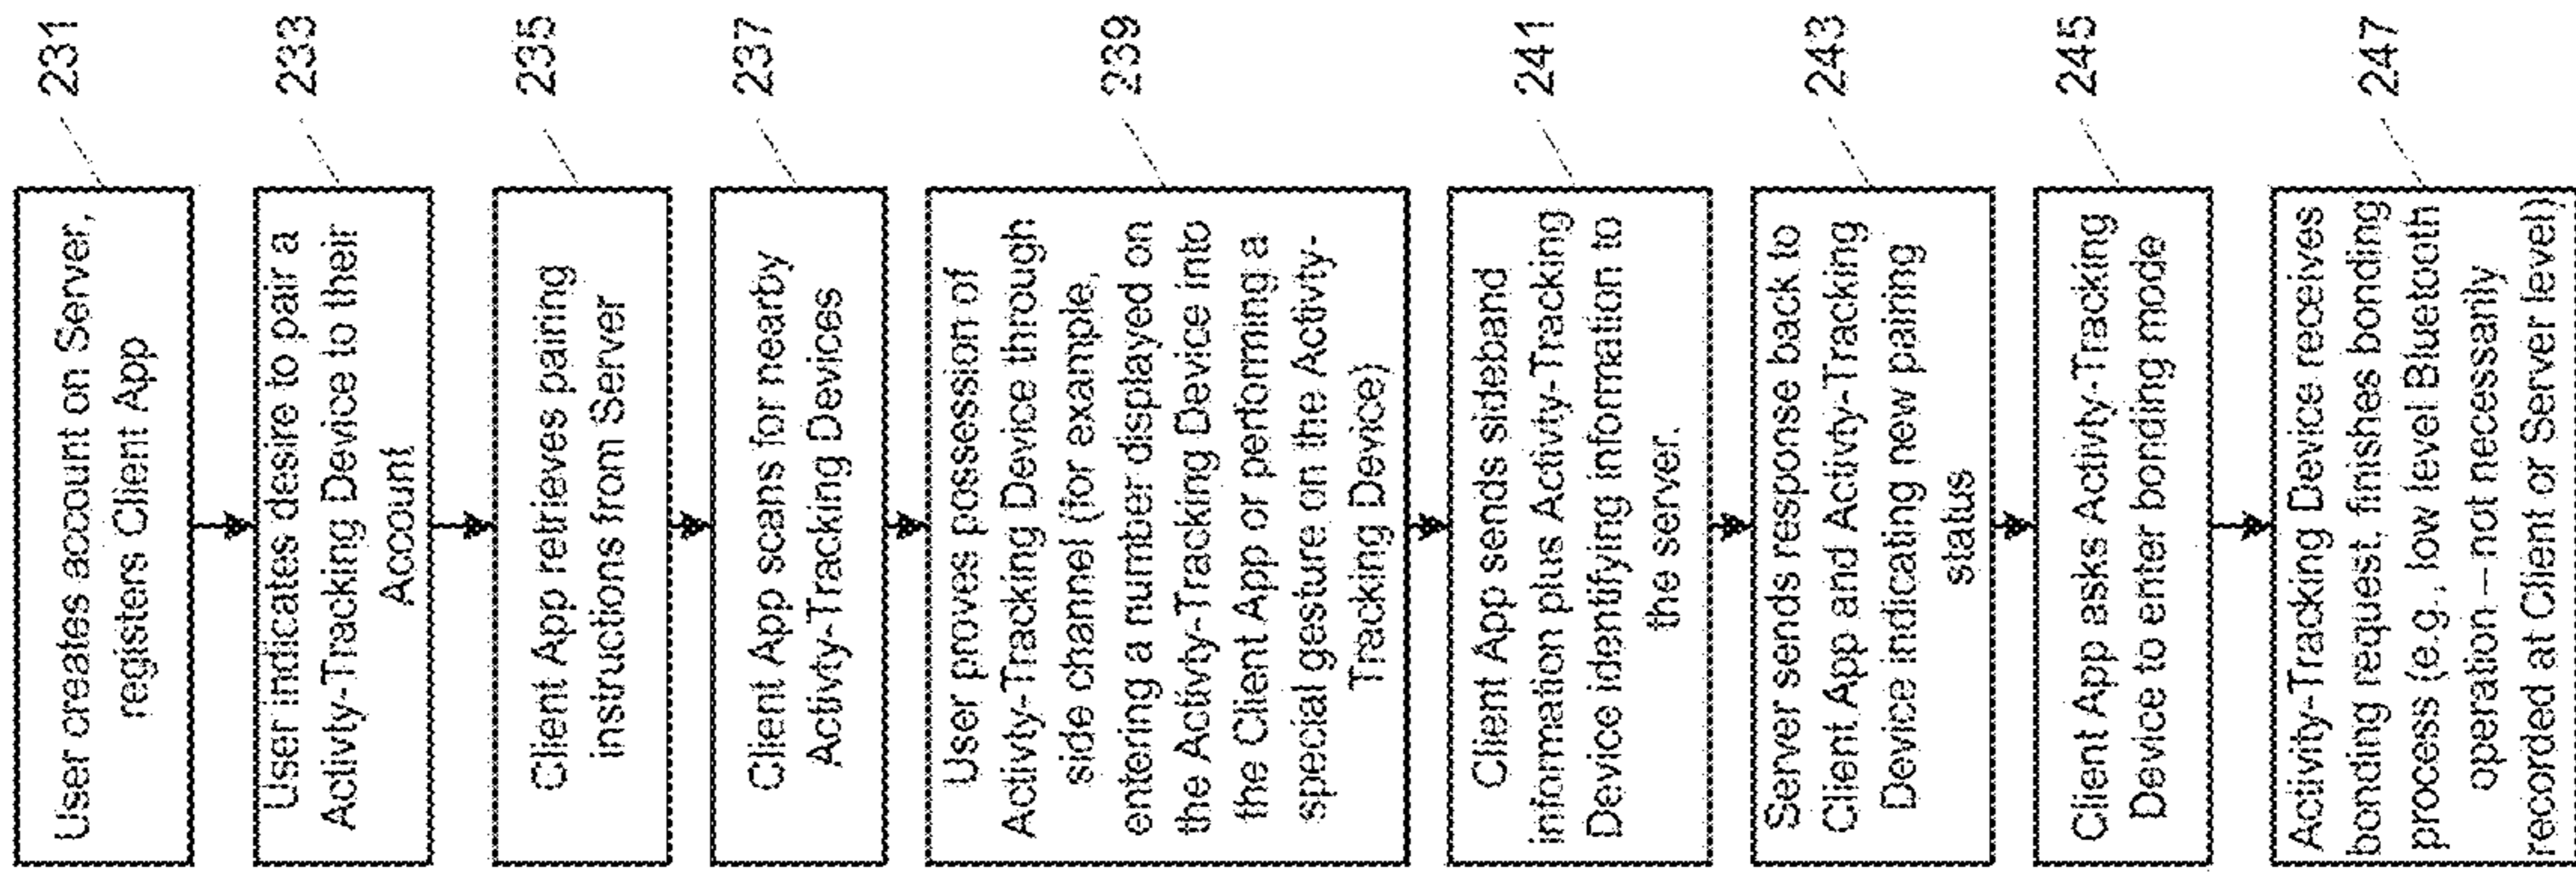 User creates account on Server,
registers Client App
231
User indicates desire to pair a
Activity-Tracking Device to their
Account
233
Client App retrieves pairing
instructions from Server
235
Client App scans for nearby
Activity-Tracking Devices
237
User proves possession of
Activity-Tracking Device through
side channel (for example,
entering a number displayed on
the Activity-Tracking Device into
the Client App or performing a
special gesture on the Activity-
Tracking Device)
239
Client App sends sideband
information plus Activity-Tracking
Device identifying information to
the server.
241
Server sends response back to
Client App and Activity-Tracking
Device indicating new pairing
status
243
Client App asks Activity-Tracking
Device to enter bonding mode
245
Activity-Tracking Device receives
bonding request, finishes bonding
process (e.g., low level Bluetooth
operation—not necessarily
recorded at Client or Server level)
247